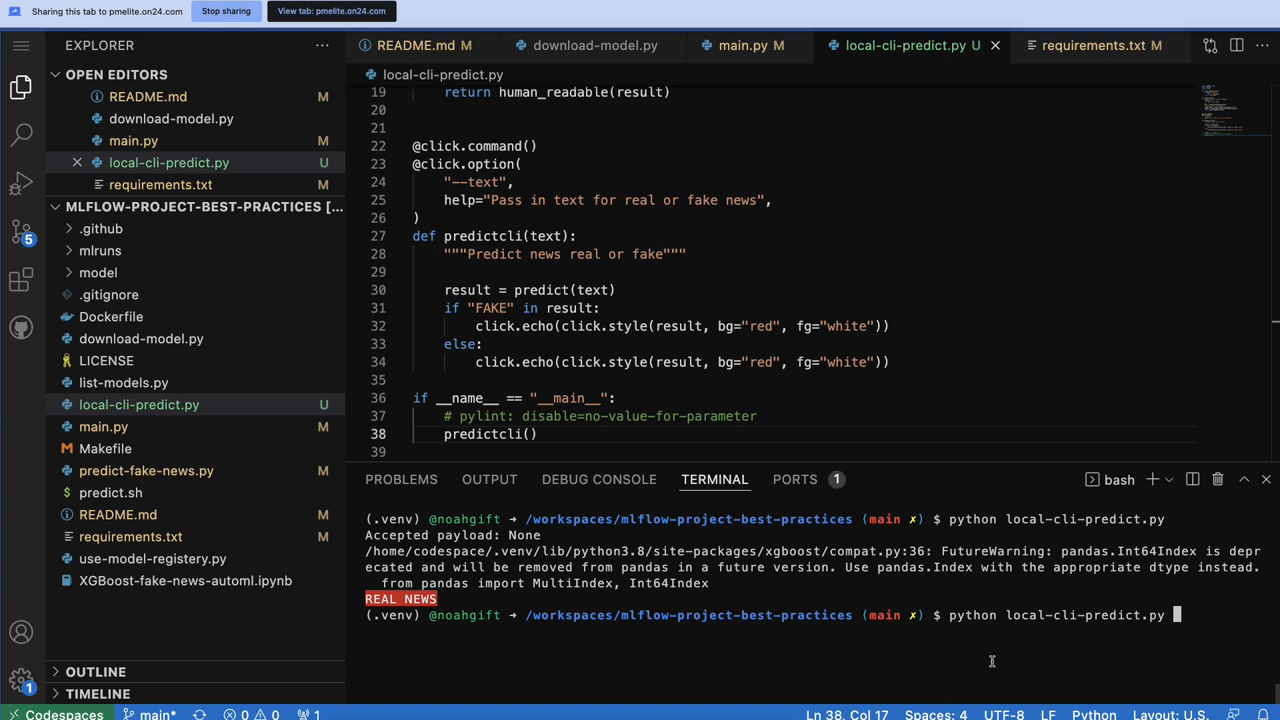 Sharing this tab to pmelite.on24.com
Stop sharing
View tab: pmelite.on24.com
EXPLORER
OPEN EDITORS
README.md M
download-model.py
main.py M
local-cli-predict.py U
requirements.txt M
MLFLOW-PROJECT-BEST-PRACTICES [...
.github
mlruns
model
.gitignore
Dockerfile
download-model.py
LICENSE
list-models.py
local-cli-predict.py U
main.py M
Makefile
predict-fake-news.py M
predict.sh
README.md M
requirements.txt M
use-model-registery.py
XGBoost-fake-news-automl.ipynb
OUTLINE
TIMELINE
5
1
README.md M
download-model.py
main.py M
local-cli-predict.py U
requirements.txt M
local-cli-predict.py
19 return human_readable(result)
20
21
22 @click.command()
23 @click.option(
24 "--text",
25 help="Pass in text for real or fake news",
26 )
27 def predictcli(text):
28 """Predict news real or fake"""
29
30 result = predict(text)
31 if "FAKE" in result:
32 click.echo(click.style(result, bg="red", fg="white"))
33 else:
34 click.echo(click.style(result, bg="red", fg="white"))
35
36 if __name__ == "__main__":
37 # pylint: disable=no-value-for-parameter
38 predictcli()
39
PROBLEMS OUTPUT DEBUG CONSOLE TERMINAL PORTS 1 bash
(.venv) @noahgift ➜ /workspaces/mlflow-project-best-practices (main ✗) $ python local-cli-predict.py
Accepted payload: None
/home/codespace/.venv/lib/python3.8/site-packages/xgboost/compat.py:36: FutureWarning: pandas.Int64Index is depr
ecated and will be removed from pandas in a future version. Use pandas.Index with the appropriate dtype instead.
from pandas import MultiIndex, Int64Index
REAL NEWS
(.venv) @noahgift ➜ /workspaces/mlflow-project-best-practices (main ✗) $ python local-cli-predict.py
Codespaces main* 0 0 1 Ln 38, Col 17 Spaces: 4 UTF-8 LF Python Layout: U.S.